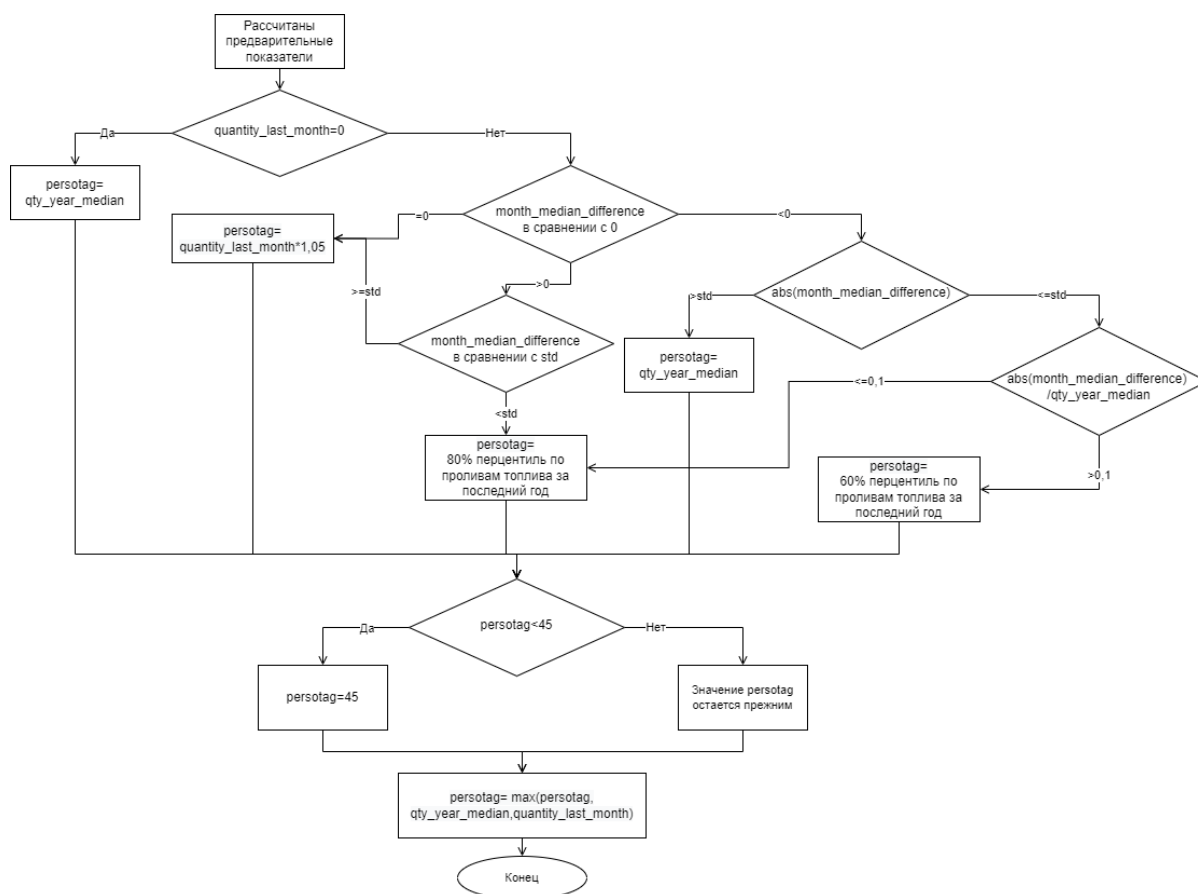 Рассчитаны
предварительные
показатели
quantity_last_month=0
Да
Нет
persotag=
qty_year_median
month_median_difference
в сравнении с 0
=0
<0
>0
persotag=
quantity_last_month*1,05
>=std
month_median_difference
в сравнении с std
<std
abs(month_median_difference)
>std
<=std
persotag=
qty_year_median
abs(month_median_difference)
/qty_year_median
<=0,1
>0,1
persotag=
80% перцентиль по
проливам топлива за
последний год
persotag=
60% перцентиль по
проливам топлива за
последний год
persotag<45
Да
Нет
persotag=45
Значение persotag
остается прежним
persotag= max(persotag,
qty_year_median,quantity_last_month)
Конец